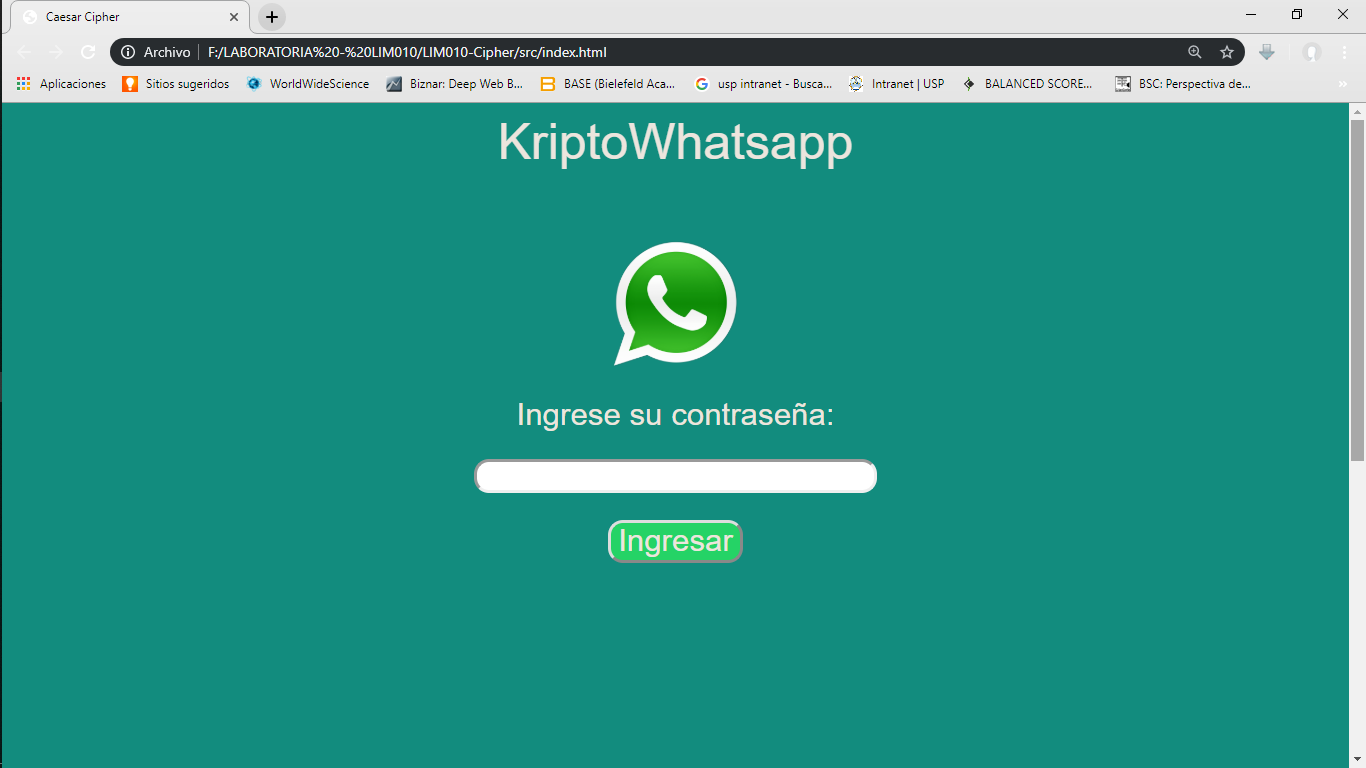 Caesar Cipher
Archivo F:/LABORATORIA%20-%20LIM010/LIM010-Cipher/src/index.html
Aplicaciones Sitios sugeridos WorldWideScience Biznar: Deep Web B... BASE (Bielefeld Aca... usp intranet - Busca... Intranet | USP BALANCED SCORE... BSC: Perspectiva de... »
KriptoWhatsapp
Ingrese su contraseña:
Ingresar